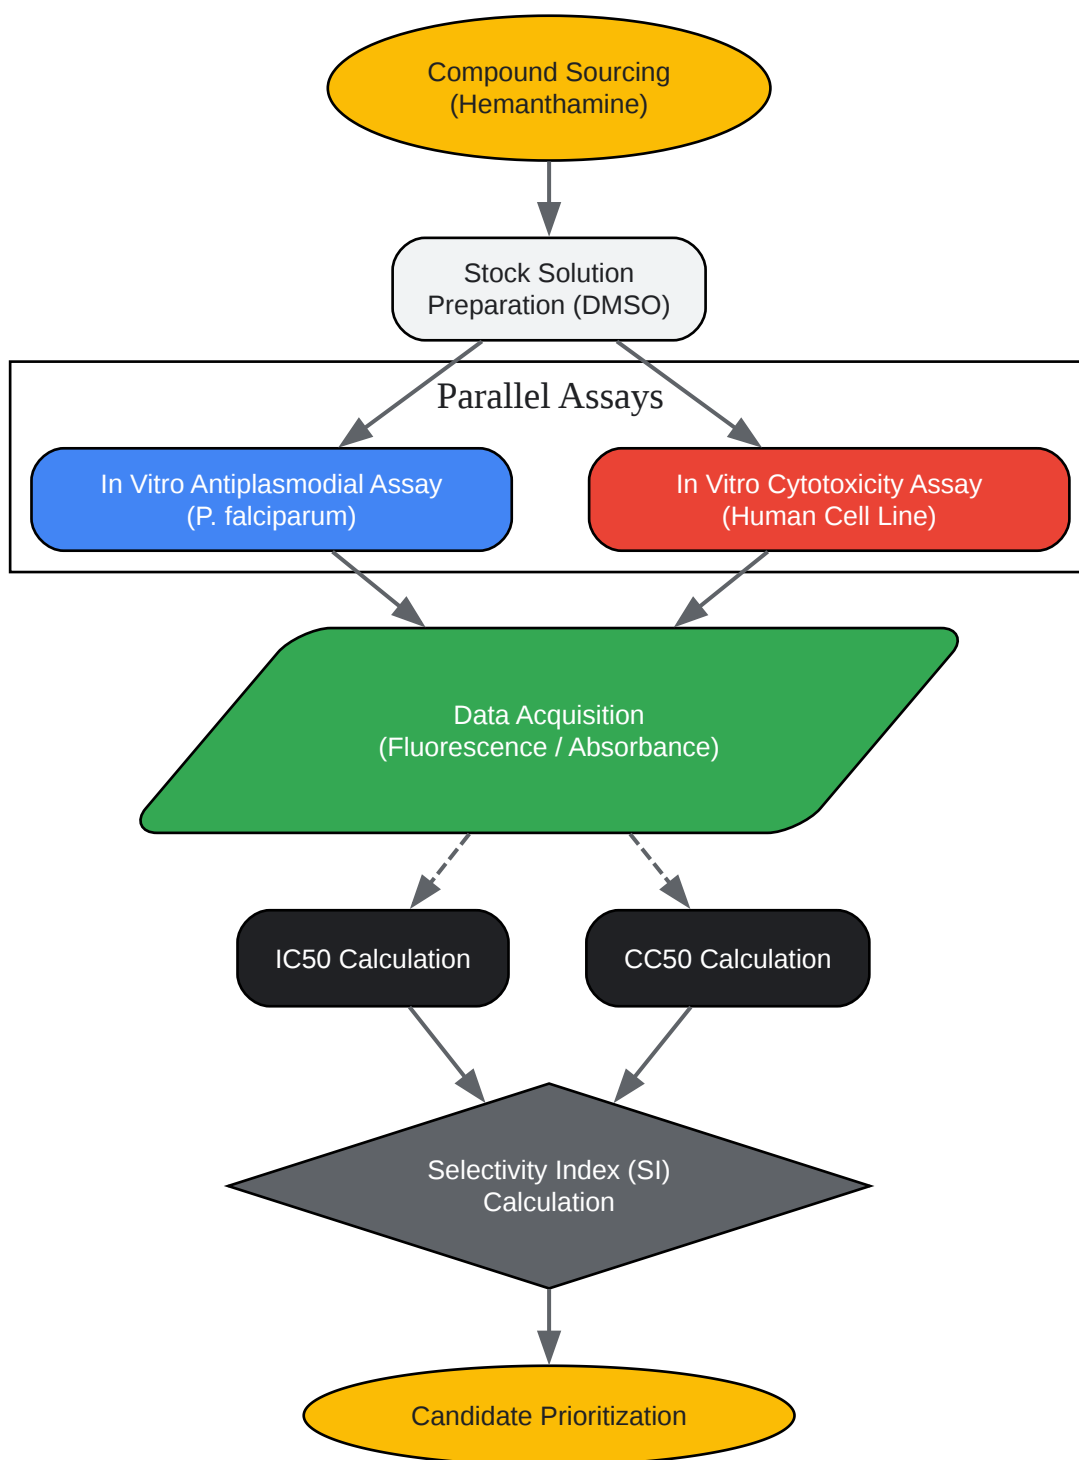 Compound Sourcing
(Hemanthamine)
Stock Solution
Preparation (DMSO)
Parallel Assays
In Vitro Antiplasmodial Assay
(P. falciparum)
In Vitro Cytotoxicity Assay
(Human Cell Line)
Data Acquisition
(Fluorescence / Absorbance)
IC50 Calculation
CC50 Calculation
Selectivity Index (SI)
Calculation
Candidate Prioritization